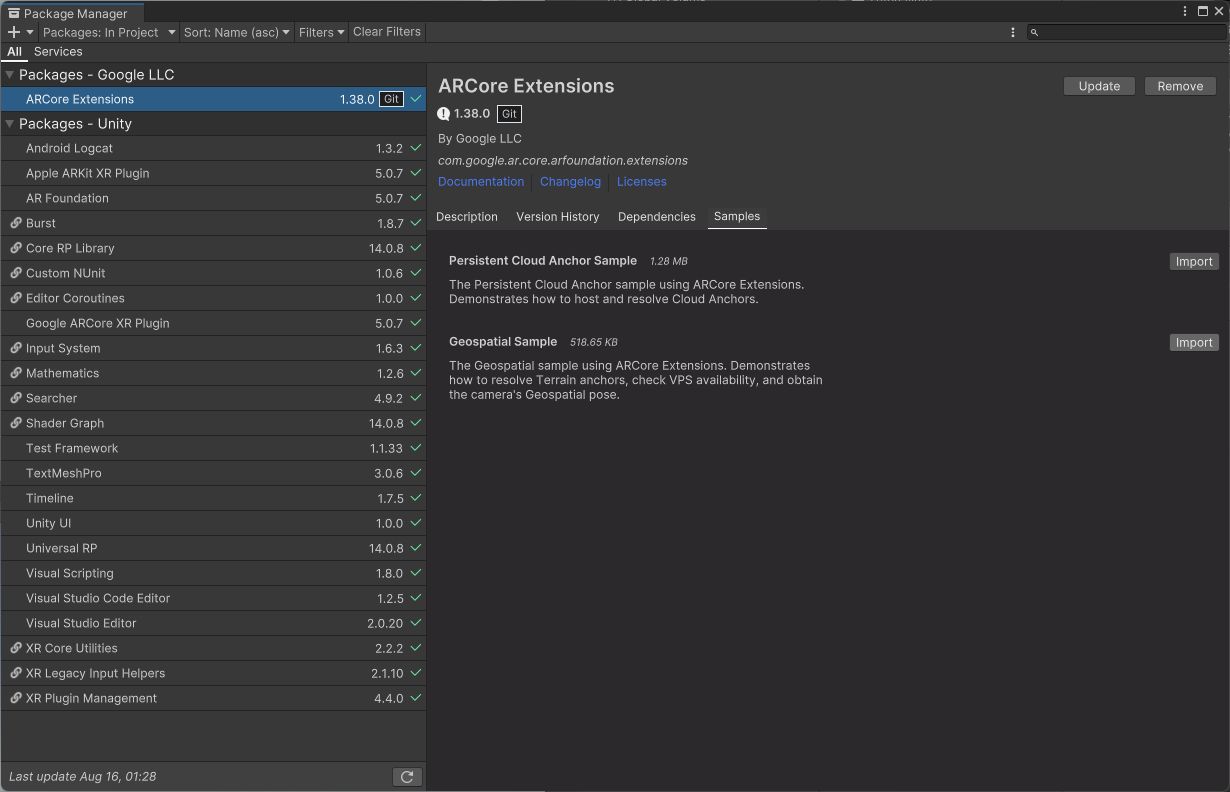 Package Manager
Packages: In Project Sort: Name (asc) Filters Clear Filters
All Services
Packages - Google LLC
ARCore Extensions 1.38.0 Git
Packages - Unity
Android Logcat 1.3.2
Apple ARKit XR Plugin 5.0.7
AR Foundation 5.0.7
Burst 1.8.7
Core RP Library 14.0.8
Custom NUnit 1.0.6
Editor Coroutines 1.0.0
Google ARCore XR Plugin 5.0.7
Input System 1.6.3
Mathematics 1.2.6
Searcher 4.9.2
Shader Graph 14.0.8
Test Framework 1.1.33
TextMeshPro 3.0.6
Timeline 1.7.5
Unity UI 1.0.0
Universal RP 14.0.8
Visual Scripting 1.8.0
Visual Studio Code Editor 1.2.5
Visual Studio Editor 2.0.20
XR Core Utilities 2.2.2
XR Legacy Input Helpers 2.1.10
XR Plugin Management 4.4.0
Last update Aug 16, 01:28
ARCore Extensions Update Remove
1.38.0 Git
By Google LLC
com.google.ar.core.arfoundation.extensions
Documentation Changelog Licenses
Description Version History Dependencies Samples
Persistent Cloud Anchor Sample 1.28 MB Import
The Persistent Cloud Anchor sample using ARCore Extensions.
Demonstrates how to host and resolve Cloud Anchors.
Geospatial Sample 518.65 KB Import
The Geospatial sample using ARCore Extensions. Demonstrates
how to resolve Terrain anchors, check VPS availability, and obtain
the camera's Geospatial pose.